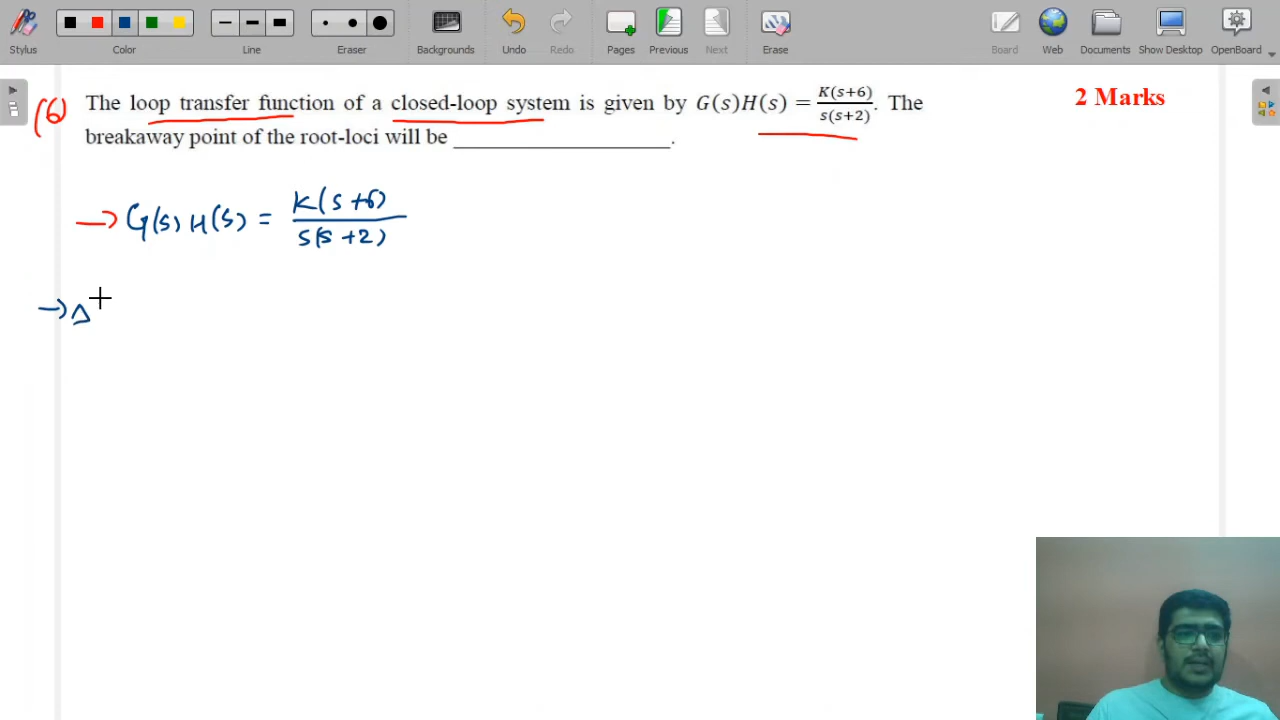 Stylus
Color
Line
Eraser
Backgrounds
Undo
Redo
Pages
Previous
Next
Erase
Board
Web
Documents
Show Desktop
OpenBoard
(6) The loop transfer function of a closed-loop system is given by G(s)H(s) = K(s+6)/s(s+2). The
2 Marks
breakaway point of the root-loci will be ____________________.
→ G(s) H(s) = K(s+6)/s(s+2)
→ Δ